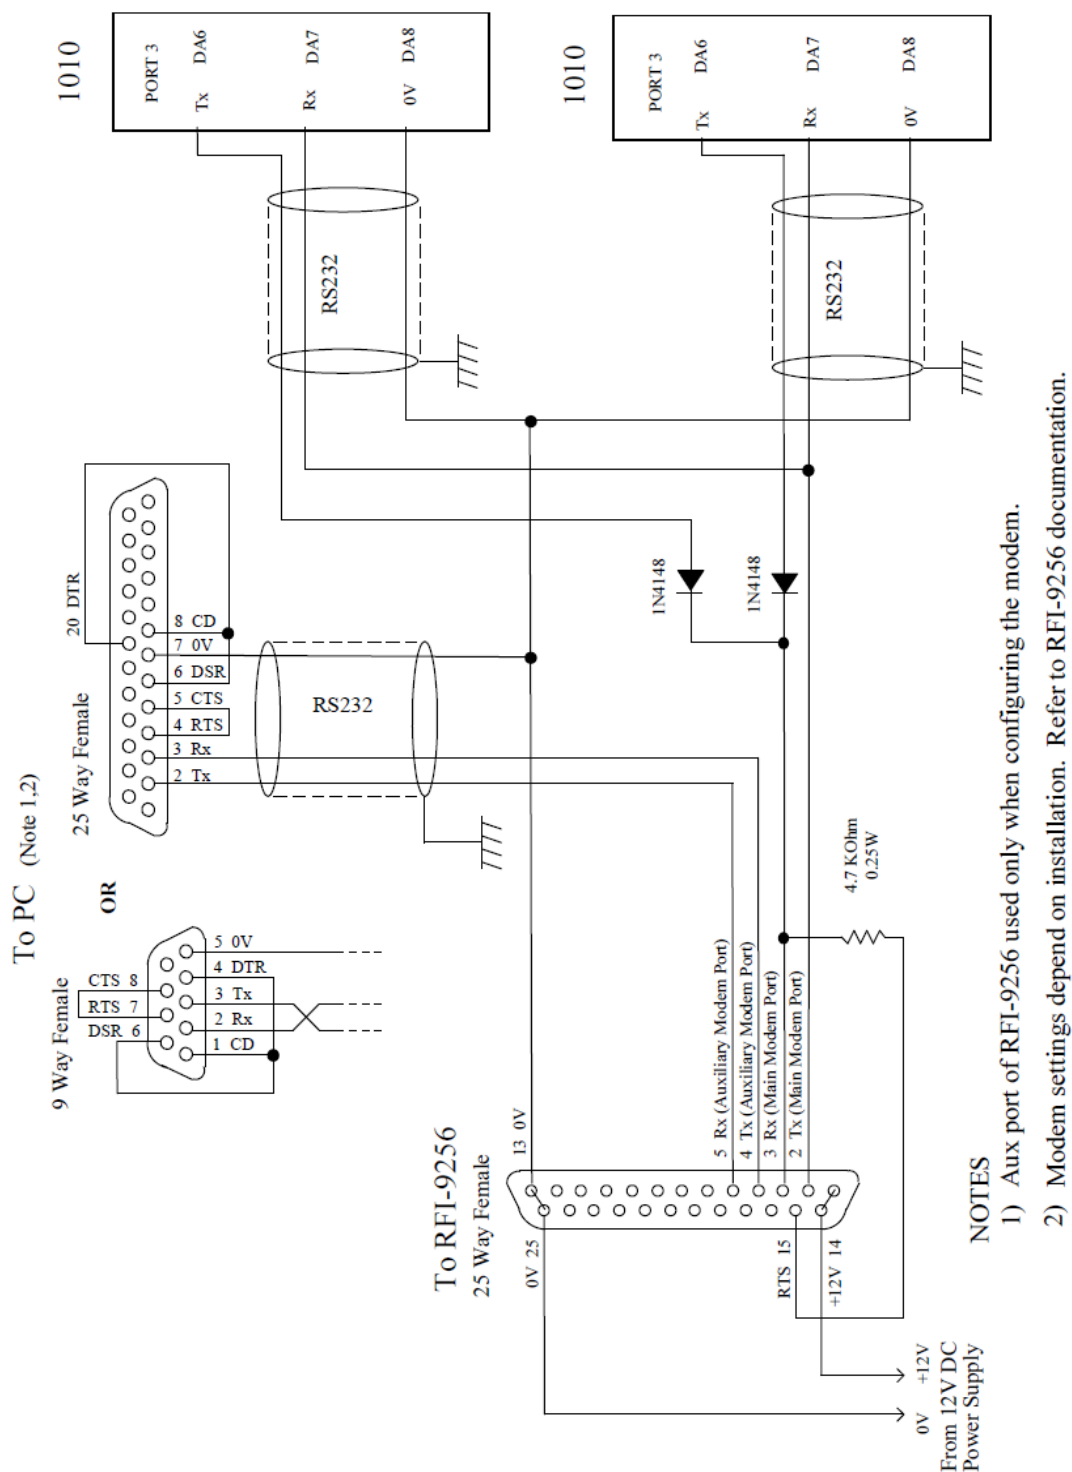 1010
PORT 3
DA6
DA7
DA8
Tx
Rx
0V
1010
PORT 3
DA6
DA7
DA8
Tx
Rx
0V
RS232
RS232
To PC (Note 1,2)
25 Way Female
20 DTR
8 CD
7 0V
6 DSR
5 CTS
4 RTS
3 Rx
2 Tx
RS232
1N4148
1N4148
OR
9 Way Female
CTS 8
RTS 7
DSR 6
5 0V
4 DTR
3 Tx
2 Rx
1 CD
4.7 KOhm
0.25W
To RFI-9256
25 Way Female
13 0V
5 Rx (Auxiliary Modem Port)
4 Tx (Auxiliary Modem Port)
3 Rx (Main Modem Port)
2 Tx (Main Modem Port)
0V 25
RTS 15
+12V 14
0V
+12V
From 12V DC
Power Supply
NOTES
1) Aux port of RFI-9256 used only when configuring the modem.
2) Modem settings depend on installation. Refer to RFI-9256 documentation.